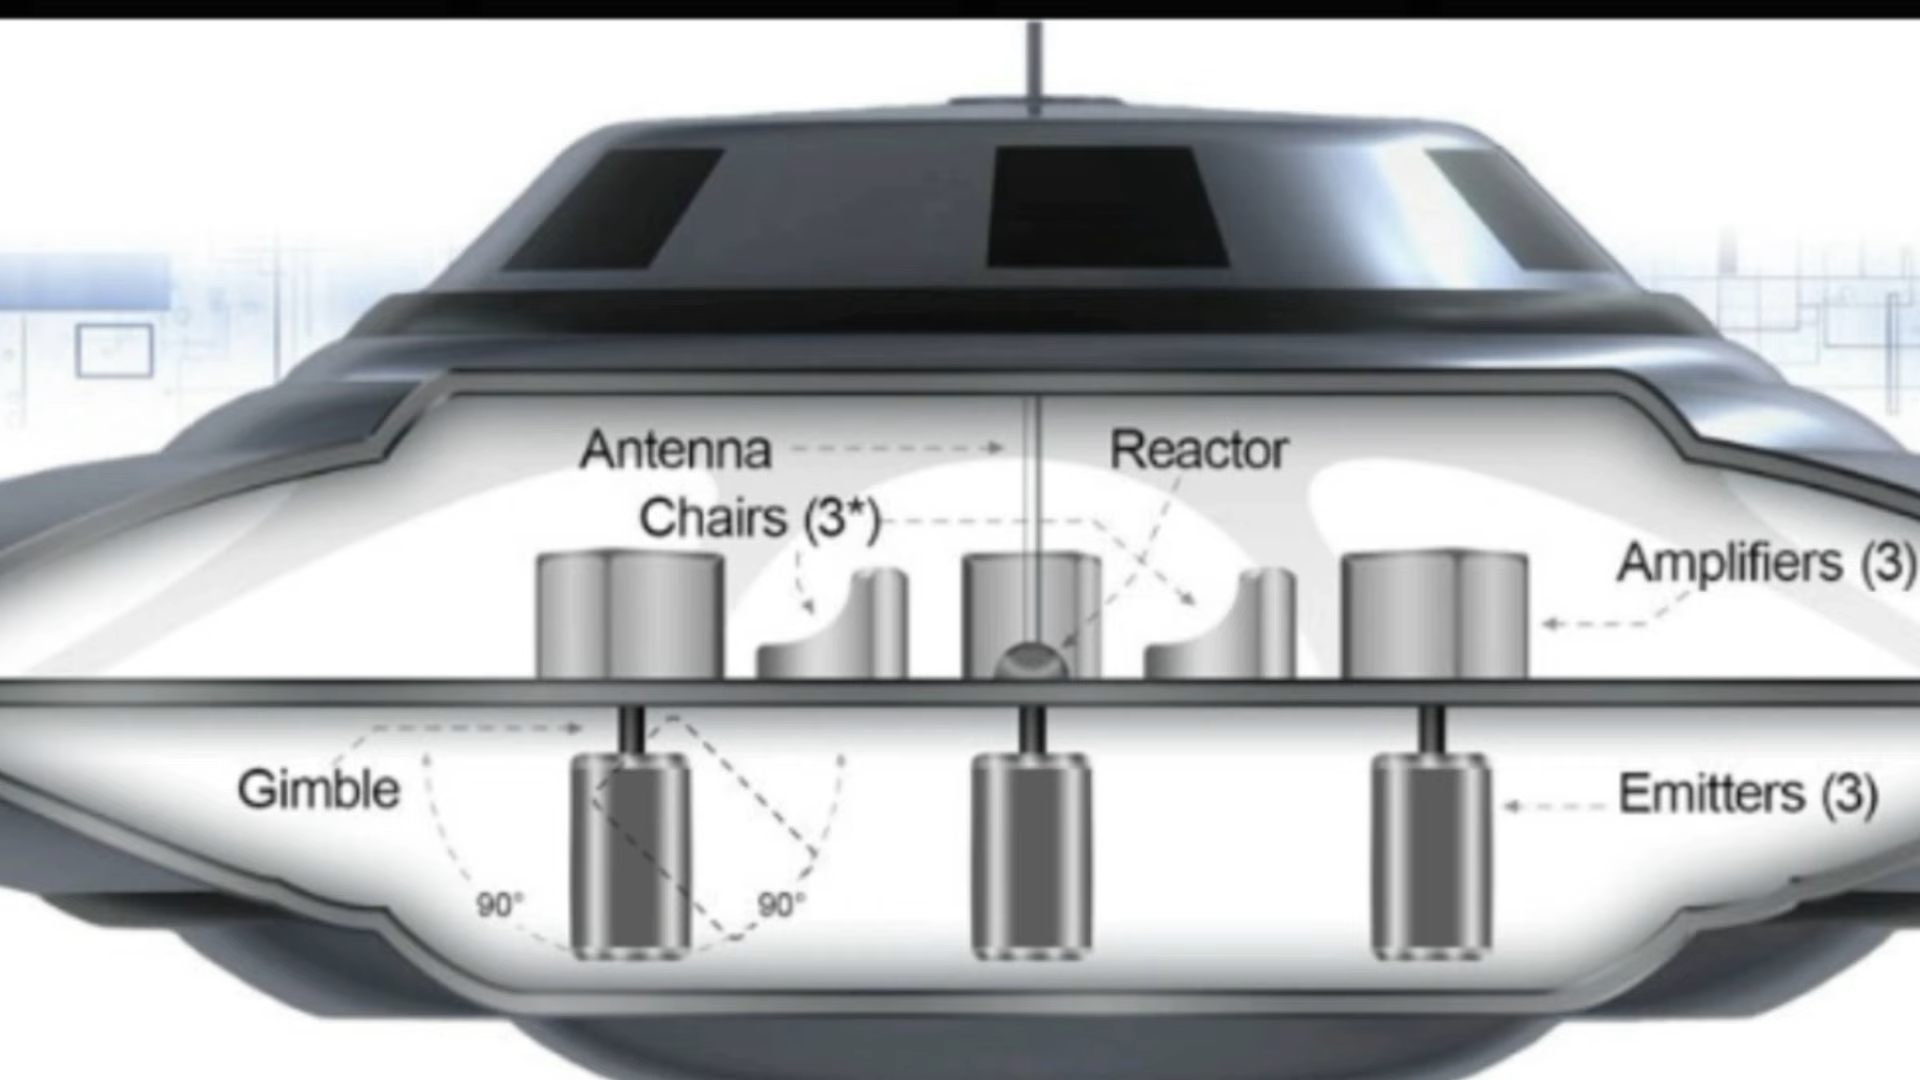 Antenna
Reactor
Chairs (3*)
Amplifiers (3)
Gimble
Emitters (3)
90°
90°